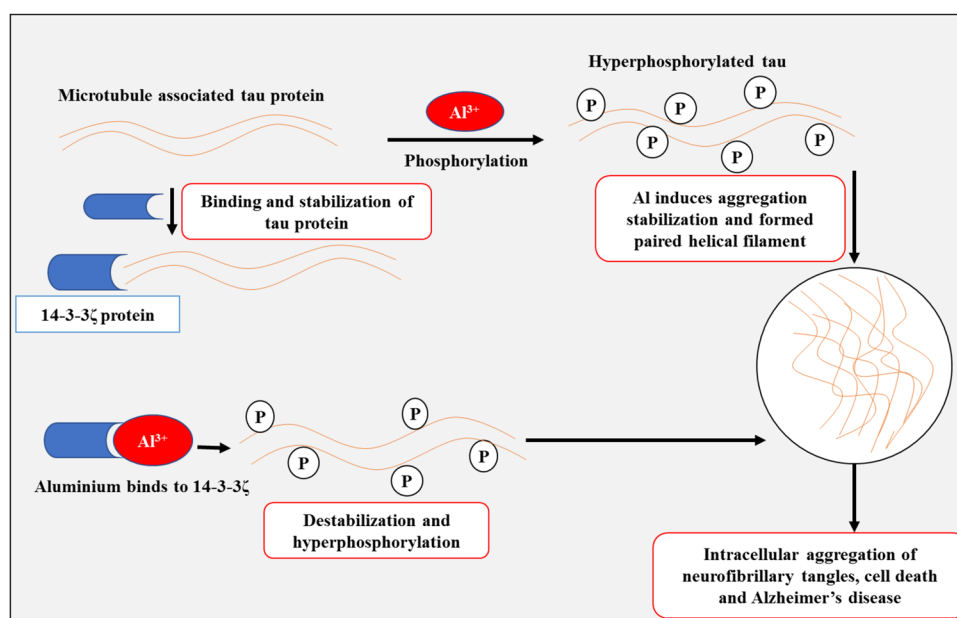 Hyperphosphorylated tau
Microtubule associated tau protein
Al³⁺
Phosphorylation
P
P
P
P
P
P
Binding and stabilization of
tau protein
Al induces aggregation
stabilization and formed
paired helical filament
14-3-3ζ protein
Al³⁺
Aluminium binds to 14-3-3ζ
P
P
P
P
P
Destabilization and
hyperphosphorylation
Intracellular aggregation of
neurofibrillary tangles, cell death
and Alzheimer's disease